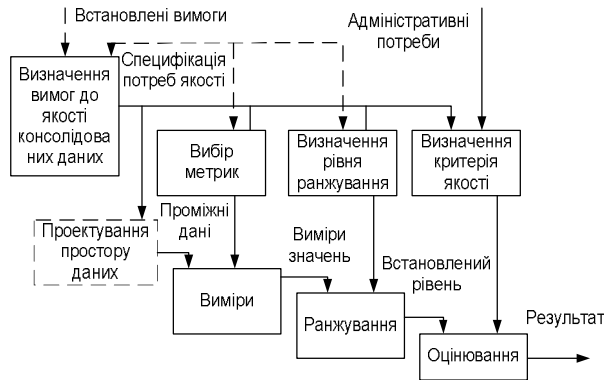 Встановлені вимоги
Адміністративні
потреби
Специфікація
потреб якості
Визначення
вимог до
якості
консолідова
них даних
Вибір
метрик
Визначення
рівня
ранжування
Визначення
критерія
якості
Проектування
простору
даних
Проміжні
дані
Виміри
значень
Встановлений
рівень
Виміри
Ранжування
Результат
Оцінювання